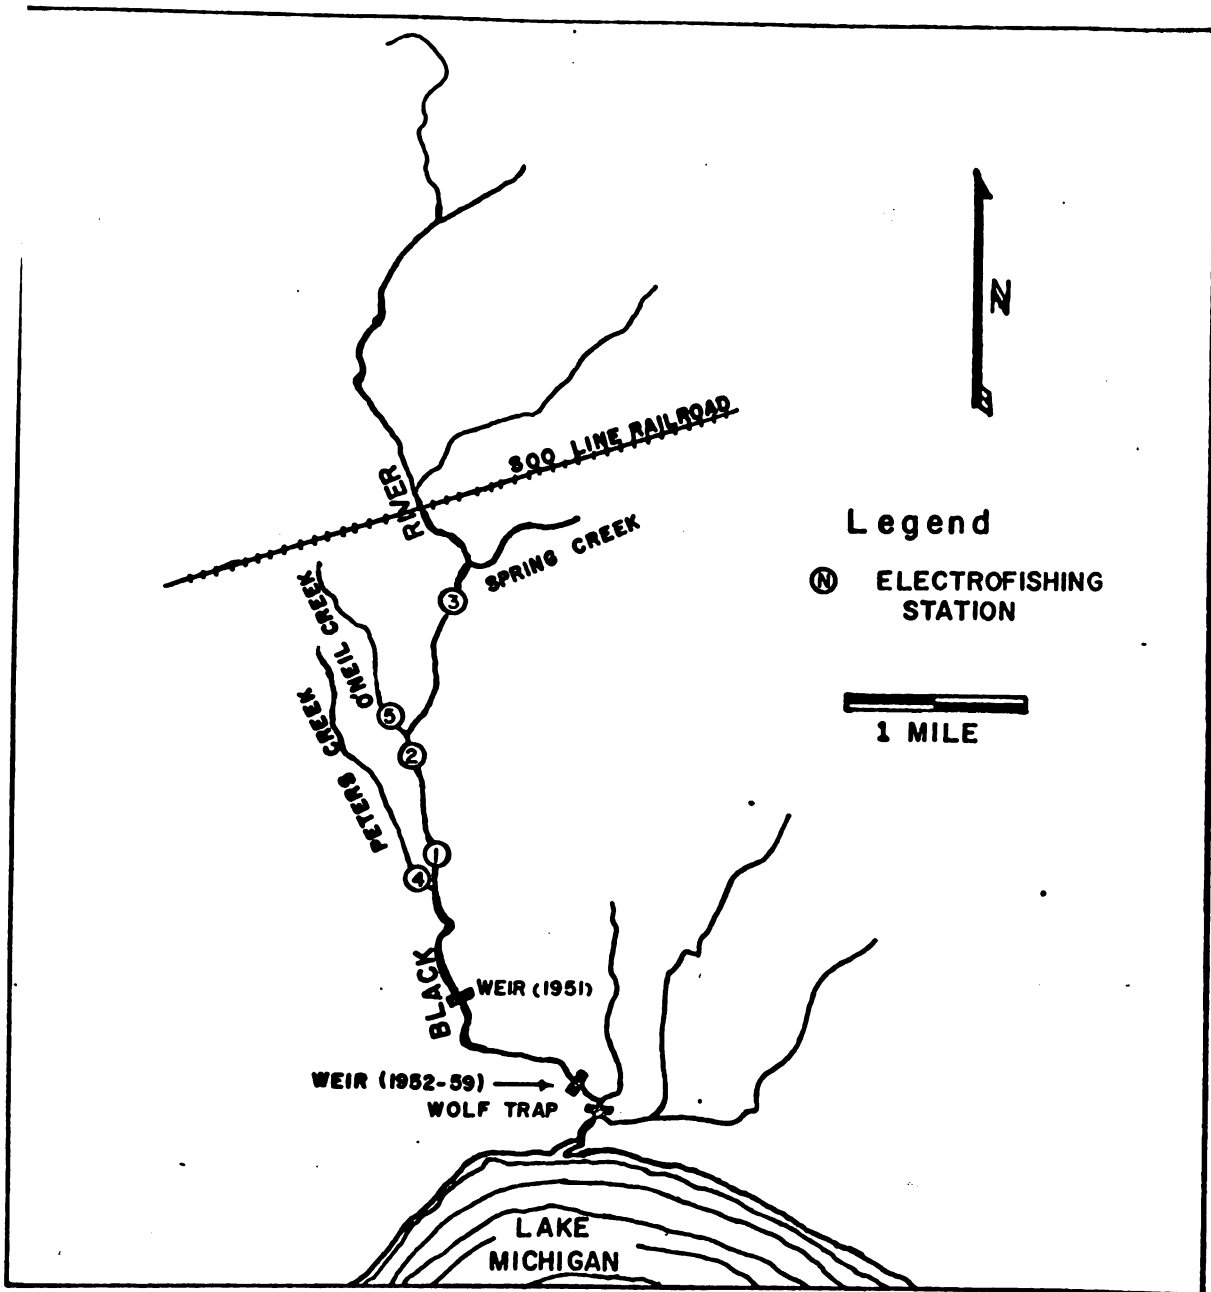 N
SOO LINE RAILROAD
RIVER
Legend
SPRING CREEK
N ELECTROFISHING
STATION
3
O'NEIL CREEK
PETERS CREEK
5
2
1 MILE
1
4
BLACK
WEIR (1951)
WEIR (1952-59)
WOLF TRAP
LAKE
MICHIGAN